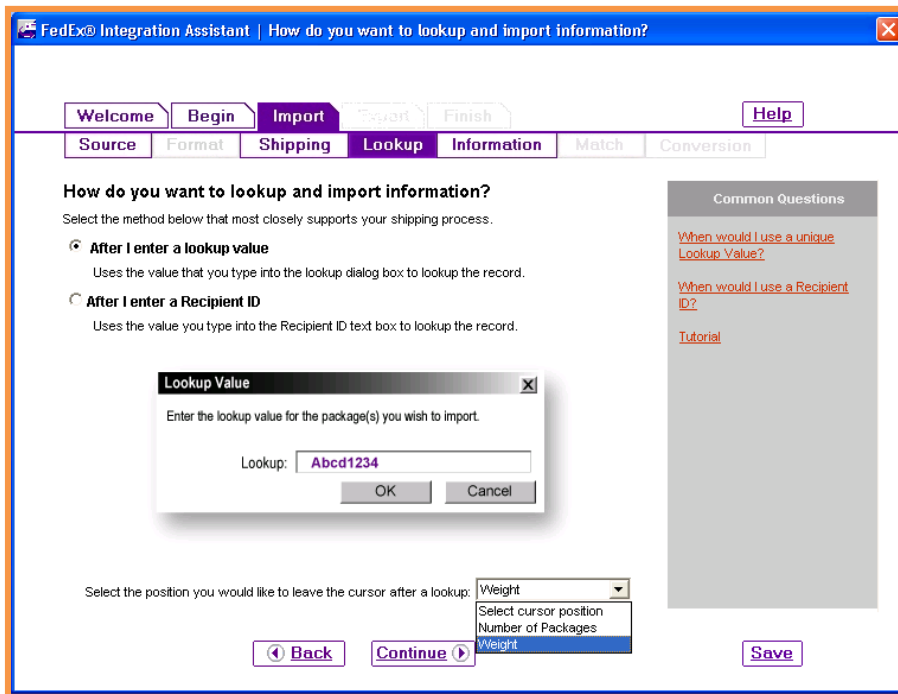 FedEx® Integration Assistant | How do you want to lookup and import information?
Welcome Begin Import Export Finish Help
Source Format Shipping Lookup Information Match Conversion
How do you want to lookup and import information?
Select the method below that most closely supports your shipping process.
After I enter a lookup value
Uses the value that you type into the lookup dialog box to lookup the record.
After I enter a Recipient ID
Uses the value you type into the Recipient ID text box to lookup the record.
Common Questions
When would I use a unique
Lookup Value?
When would I use a Recipient
ID?
Tutorial
Lookup Value
Enter the lookup value for the package(s) you wish to import.
Lookup: Abcd1234
OK Cancel
Select the position you would like to leave the cursor after a lookup: Weight
Select cursor position
Number of Packages
Weight
Back Continue Save